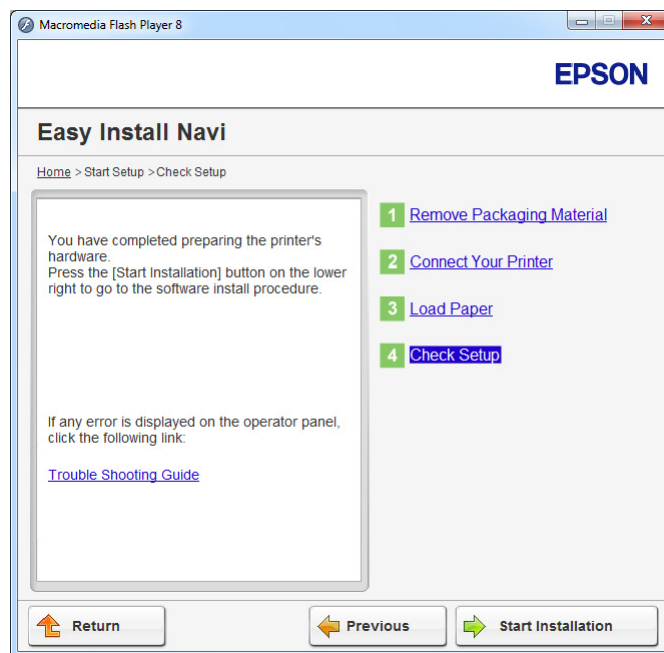 Macromedia Flash Player 8
EPSON
Easy Install Navi
Home > Start Setup > Check Setup
You have completed preparing the printer's
hardware.
Press the [Start Installation] button on the lower
right to go to the software install procedure.
If any error is displayed on the operator panel,
click the following link:
Trouble Shooting Guide
1 Remove Packaging Material
2 Connect Your Printer
3 Load Paper
4 Check Setup
Return
Previous
Start Installation